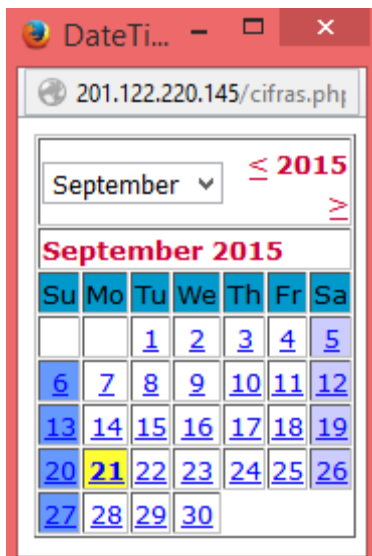 DateTi...
201.122.220.145/cifras.php
September < 2015
>
September 2015
Su Mo Tu We Th Fr Sa
1 2 3 4 5
6 7 8 9 10 11 12
13 14 15 16 17 18 19
20 21 22 23 24 25 26
27 28 29 30